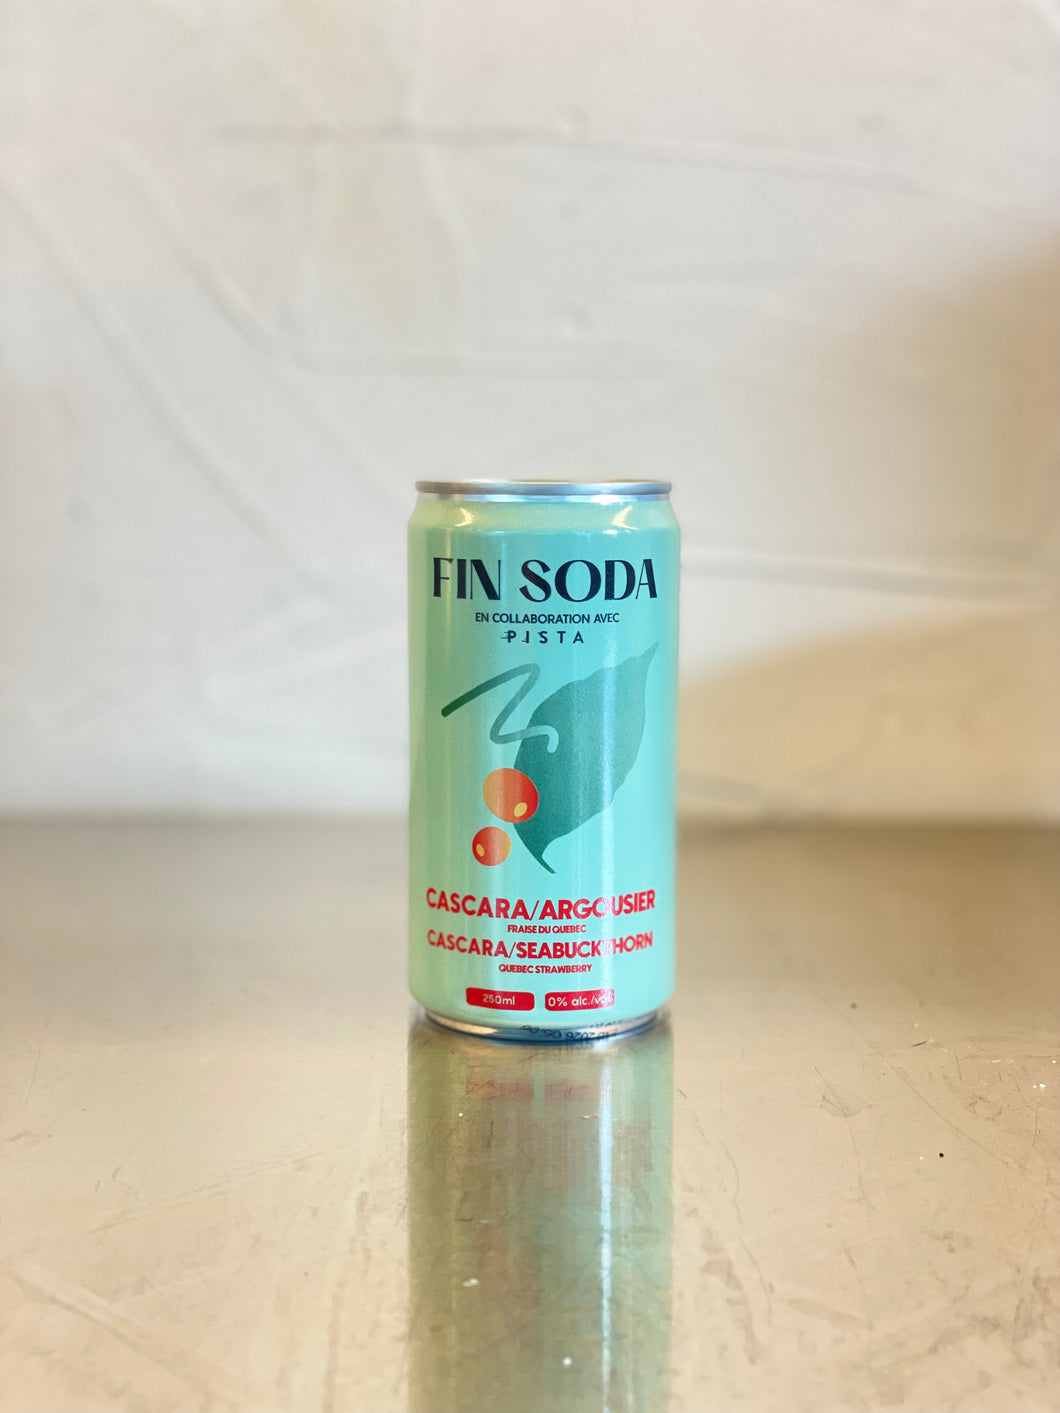 FIN SODA
EN COLLABORATION AVEC
PISTA
CASCARA/ARGOUSIER
FRAISE DU QUEBEC
CASCARA/SEABUCKTHORN
QUEBEC STRAWBERRY
250ml
0% alc./vol